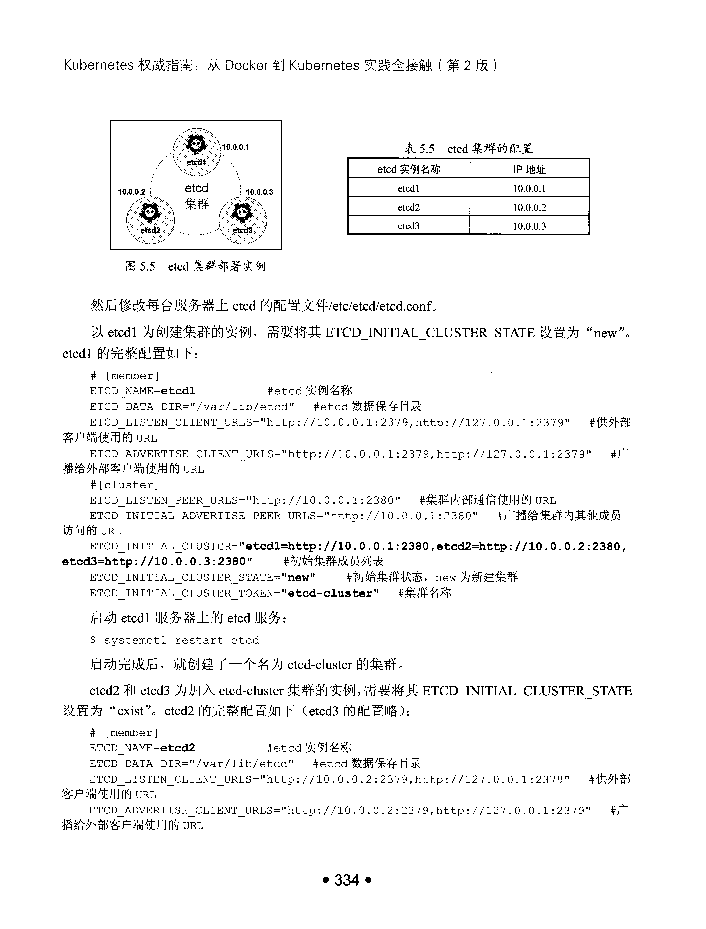 Kubernetes 权威指南：从 Docker 到 Kubernetes 实践全接触（第 2 版）
10.0.0.1
etcd1
10.0.0.2
etcd
集群
10.0.0.3
etcd2
etcd3
图 5.5 etcd 集群部署实例
表 5.5 etcd 集群的配置
etcd 实例名称 IP 地址
etcd1 10.0.0.1
etcd2 10.0.0.2
etcd3 10.0.0.3
然后修改每台服务器上 etcd 的配置文件/etc/etcd/etcd.conf。
以 etcd1 为创建集群的实例，需要将其 ETCD_INITIAL_CLUSTER_STATE 设置为“new”。
etcd1 的完整配置如下：
# [member]
ETCD_NAME=etcd1 #etcd 实例名称
ETCD_DATA_DIR="/var/lib/etcd" #etcd 数据保存目录
ETCD_LISTEN_CLIENT_URLS="http://10.0.0.1:2379,http://127.0.0.1:2379" #供外部
客户端使用的 URL
ETCD_ADVERTISE_CLIENT_URLS="http://10.0.0.1:2379,http://127.0.0.1:2379" #广
播给外部客户端使用的 URL
#[cluster]
ETCD_LISTEN_PEER_URLS="http://10.0.0.1:2380" #集群内部通信使用的 URL
ETCD_INITIAL_ADVERTISE_PEER_URLS="http://10.0.0.1:2380" #广播给集群内其他成员
访问的 URL
ETCD_INITIAL_CLUSTER="etcd1=http://10.0.0.1:2380,etcd2=http://10.0.0.2:2380,
etcd3=http://10.0.0.3:2380" #初始集群成员列表
ETCD_INITIAL_CLUSTER_STATE="new" #初始集群状态，new 为新建集群
ETCD_INITIAL_CLUSTER_TOKEN="etcd-cluster" #集群名称
启动 etcd1 服务器上的 etcd 服务：
$ systemctl restart etcd
启动完成后，就创建了一个名为 etcd-cluster 的集群。
etcd2 和 etcd3 为加入 etcd-cluster 集群的实例，需要将其 ETCD_INITIAL_CLUSTER_STATE
设置为“exist”。etcd2 的完整配置如下（etcd3 的配置略）：
# [member]
ETCD_NAME=etcd2 #etcd 实例名称
ETCD_DATA_DIR="/var/lib/etcd" #etcd 数据保存目录
ETCD_LISTEN_CLIENT_URLS="http://10.0.0.2:2379,http://127.0.0.1:2379" #供外部
客户端使用的 URL
ETCD_ADVERTISE_CLIENT_URLS="http://10.0.0.2:2379,http://127.0.0.1:2379" #广
播给外部客户端使用的 URL
• 334 •